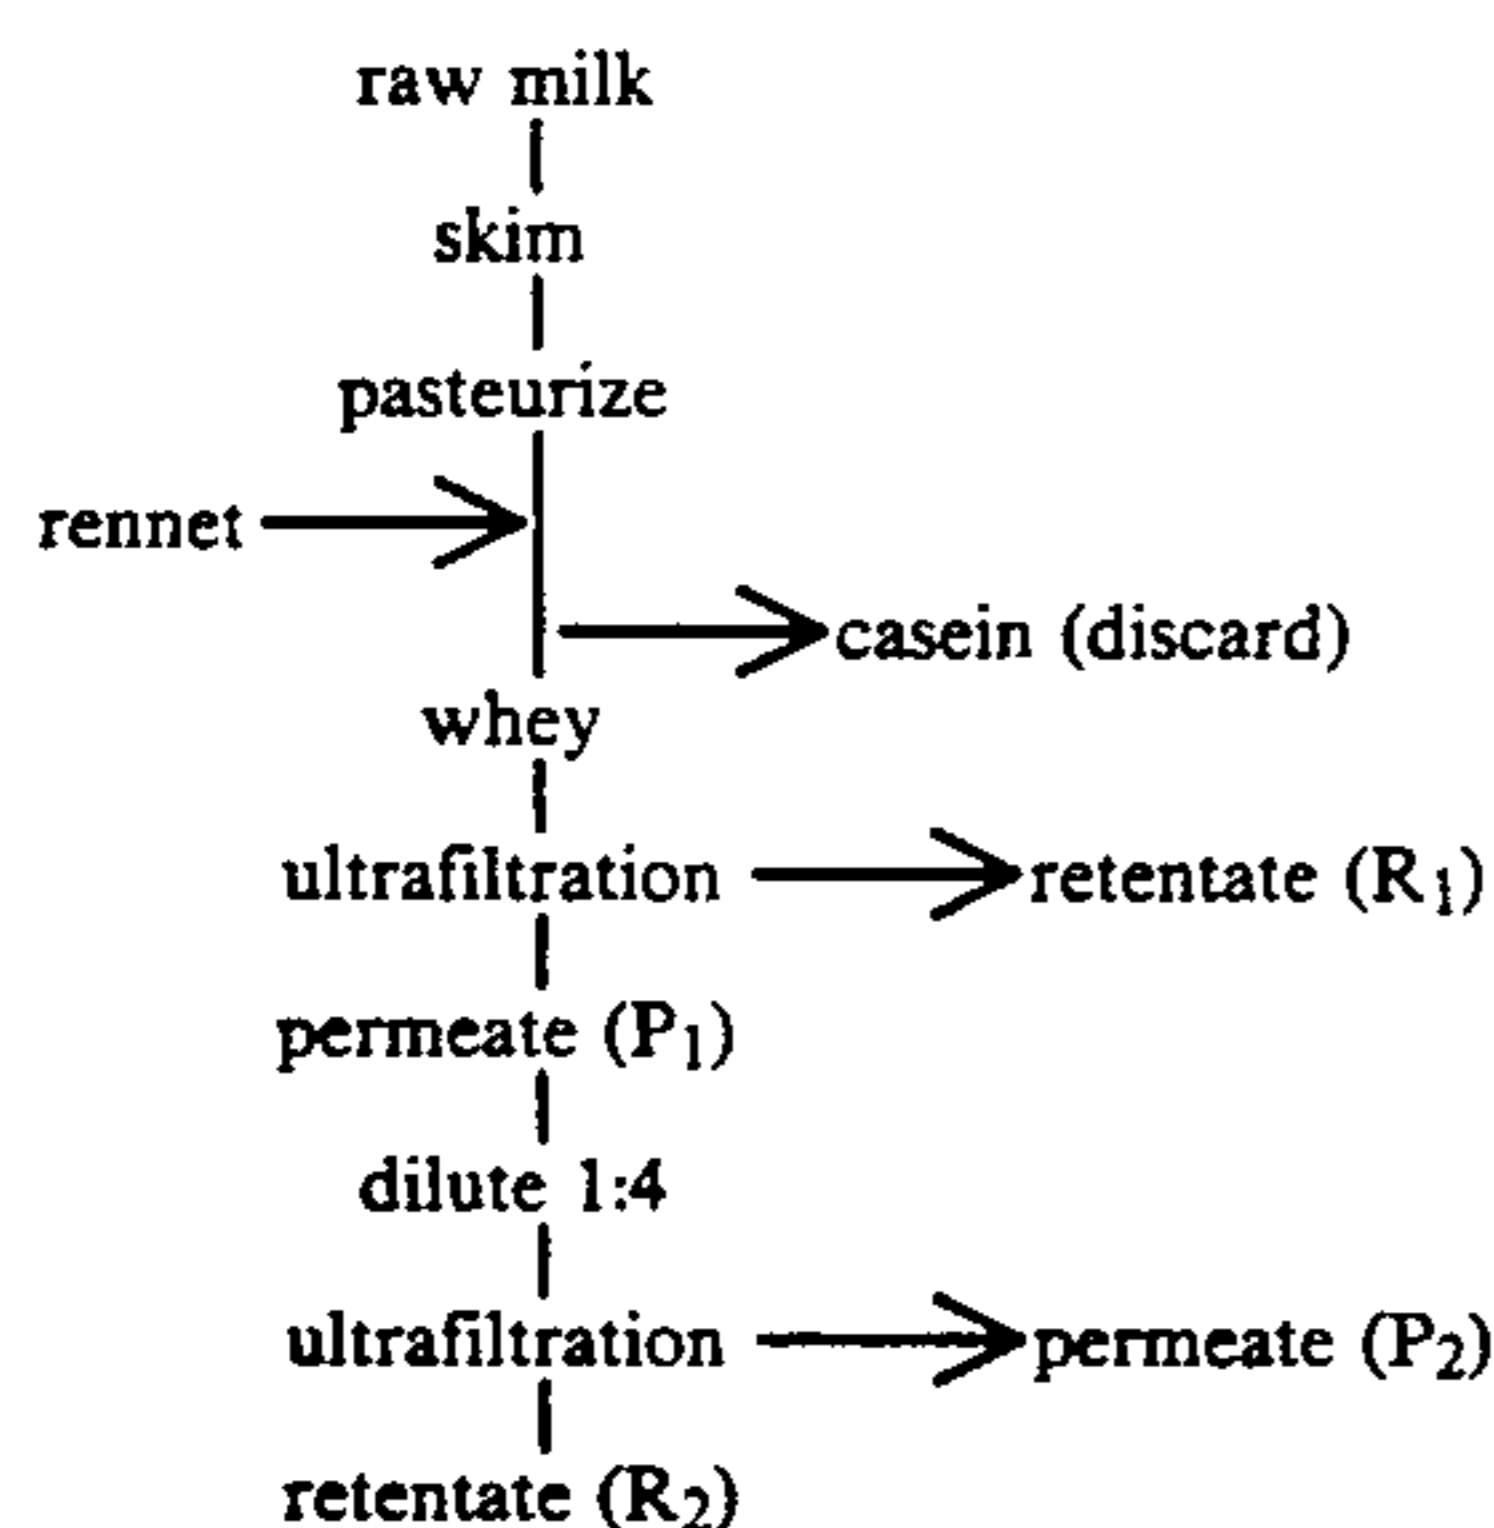 raw milk
skim
pasteurize
rennet
casein (discard)
whey
ultrafiltration
retentate (R1)
permeate (P1)
dilute 1:4
ultrafiltration
permeate (P2)
retentate (R2)